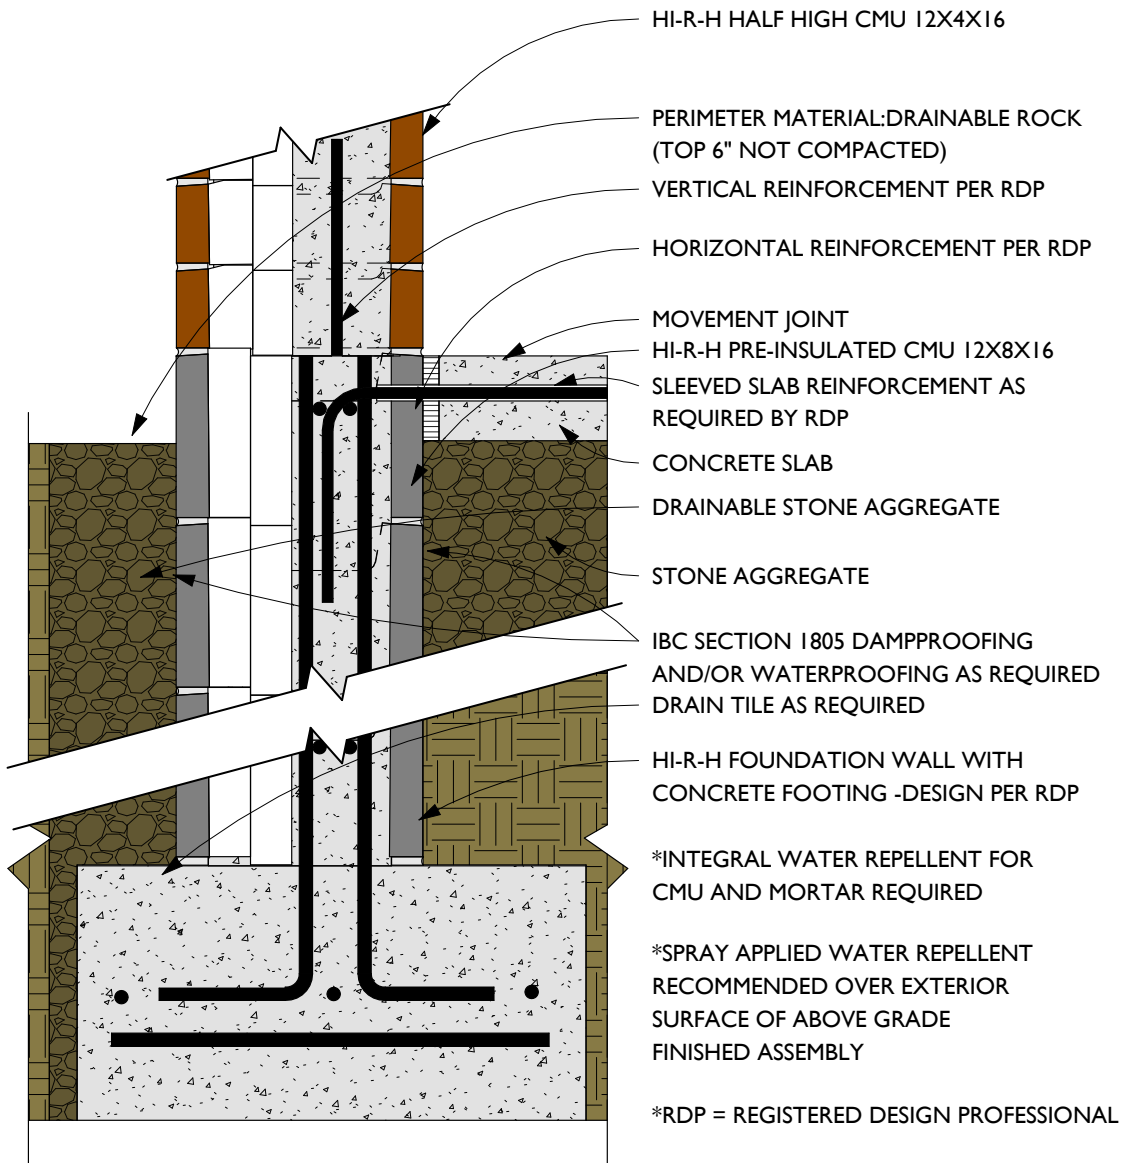 HI-R-H HALF HIGH CMU 12X4X16
PERIMETER MATERIAL:DRAINABLE ROCK
(TOP 6" NOT COMPACTED)
VERTICAL REINFORCEMENT PER RDP
HORIZONTAL REINFORCEMENT PER RDP
MOVEMENT JOINT
HI-R-H PRE-INSULATED CMU 12X8X16
SLEEVED SLAB REINFORCEMENT AS
REQUIRED BY RDP
CONCRETE SLAB
DRAINABLE STONE AGGREGATE
STONE AGGREGATE
IBC SECTION 1805 DAMPPROOFING
AND/OR WATERPROOFING AS REQUIRED
DRAIN TILE AS REQUIRED
HI-R-H FOUNDATION WALL WITH
CONCRETE FOOTING -DESIGN PER RDP
*INTEGRAL WATER REPELLENT FOR
CMU AND MORTAR REQUIRED
*SPRAY APPLIED WATER REPELLENT
RECOMMENDED OVER EXTERIOR
SURFACE OF ABOVE GRADE
FINISHED ASSEMBLY
*RDP = REGISTERED DESIGN PROFESSIONAL